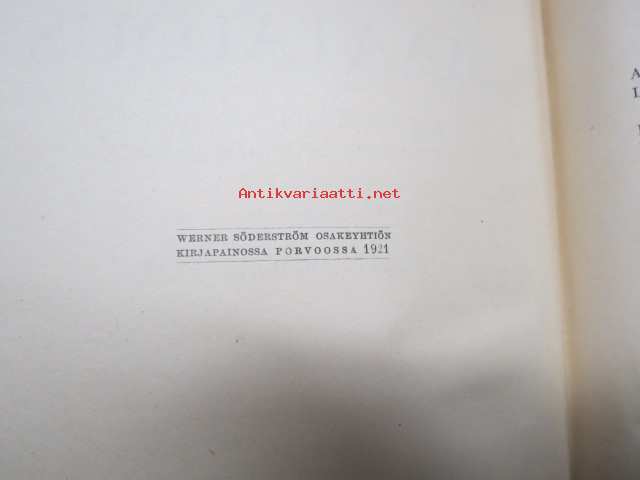 Antikvariaatti.net
WERNER SÖDERSTRÖM OSAKEYHTIÖN
KIRJAPAINOSSA PORVOOSSA 1921